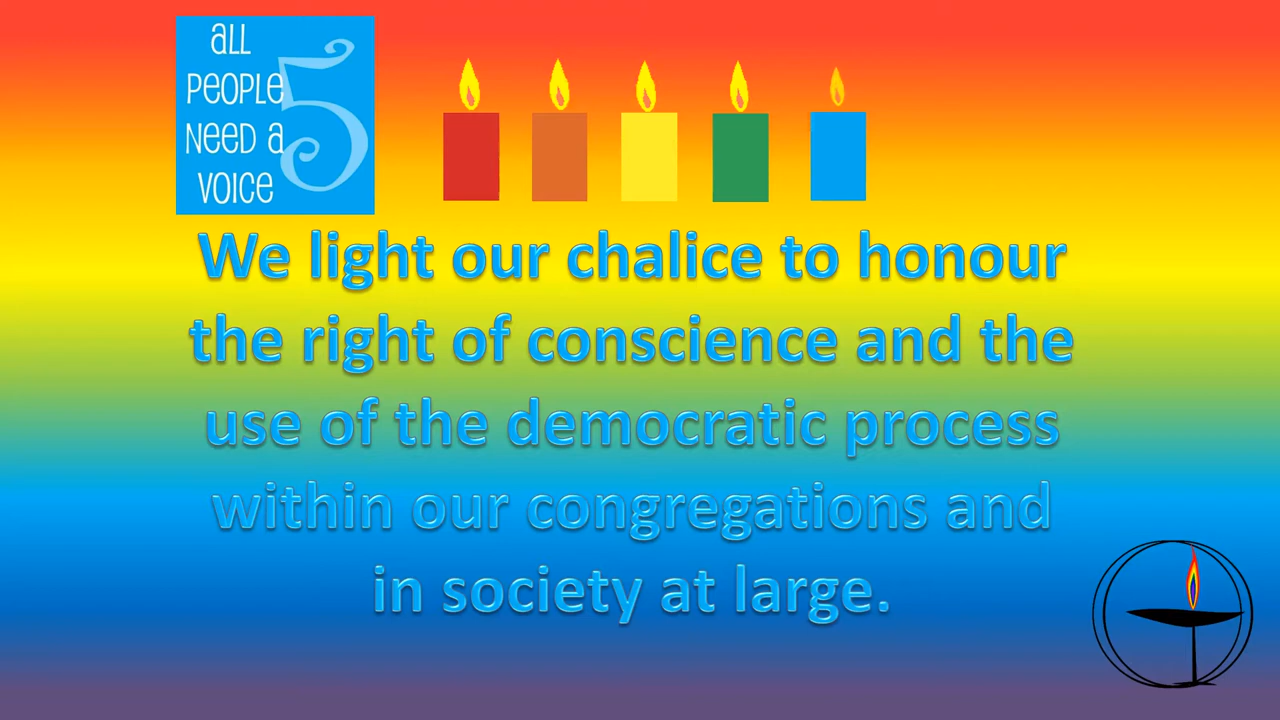 all
people
need a
voice
5
We light our chalice to honour
the right of conscience and the
use of the democratic process
within our congregations and
in society at large.